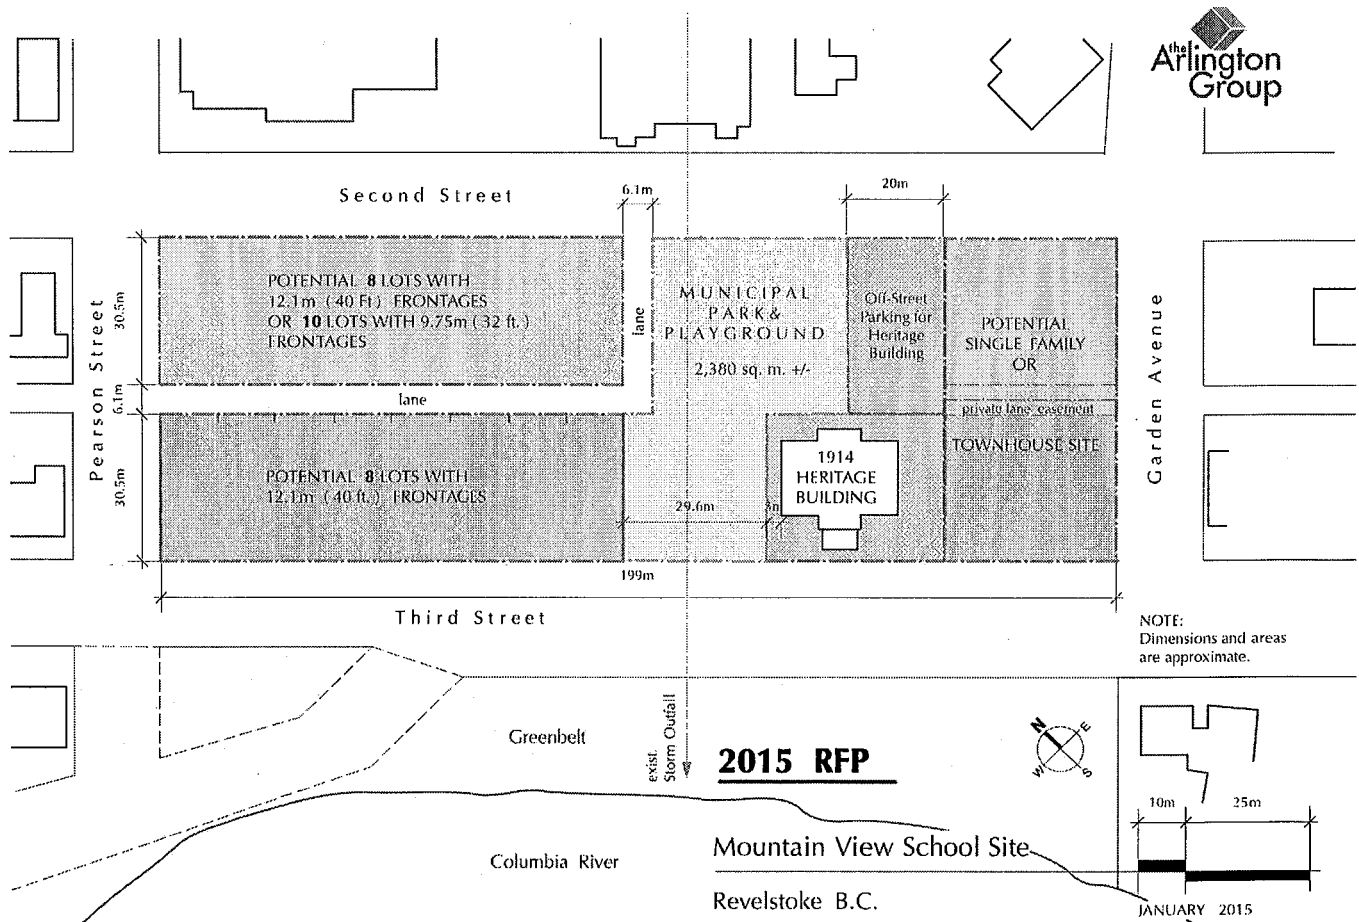 the
Arlington
Group
Second Street
6.1m
20m
POTENTIAL 8 LOTS WITH
12.1m ( 40 Ft ) FRONTAGES
OR 10 LOTS WITH 9.75m ( 32 ft. )
FRONTAGES
lane
MUNICIPAL
PARK &
PLAYGROUND
2,380 sq. m. +/-
Off-Street
Parking for
Heritage
Building
POTENTIAL
SINGLE FAMILY
OR
private lane easement
TOWNHOUSE SITE
Garden Avenue
Pearson Street
30.5m
6.1m
30.5m
lane
POTENTIAL 8 LOTS WITH
12.1m ( 40 ft. ) FRONTAGES
29.6m
1914
HERITAGE
BUILDING
199m
Third Street
NOTE:
Dimensions and areas
are approximate.
Greenbelt
exist.
Storm Outfall
2015 RFP
N
E
W
S
10m
25m
Columbia River
Mountain View School Site
Revelstoke B.C.
JANUARY 2015